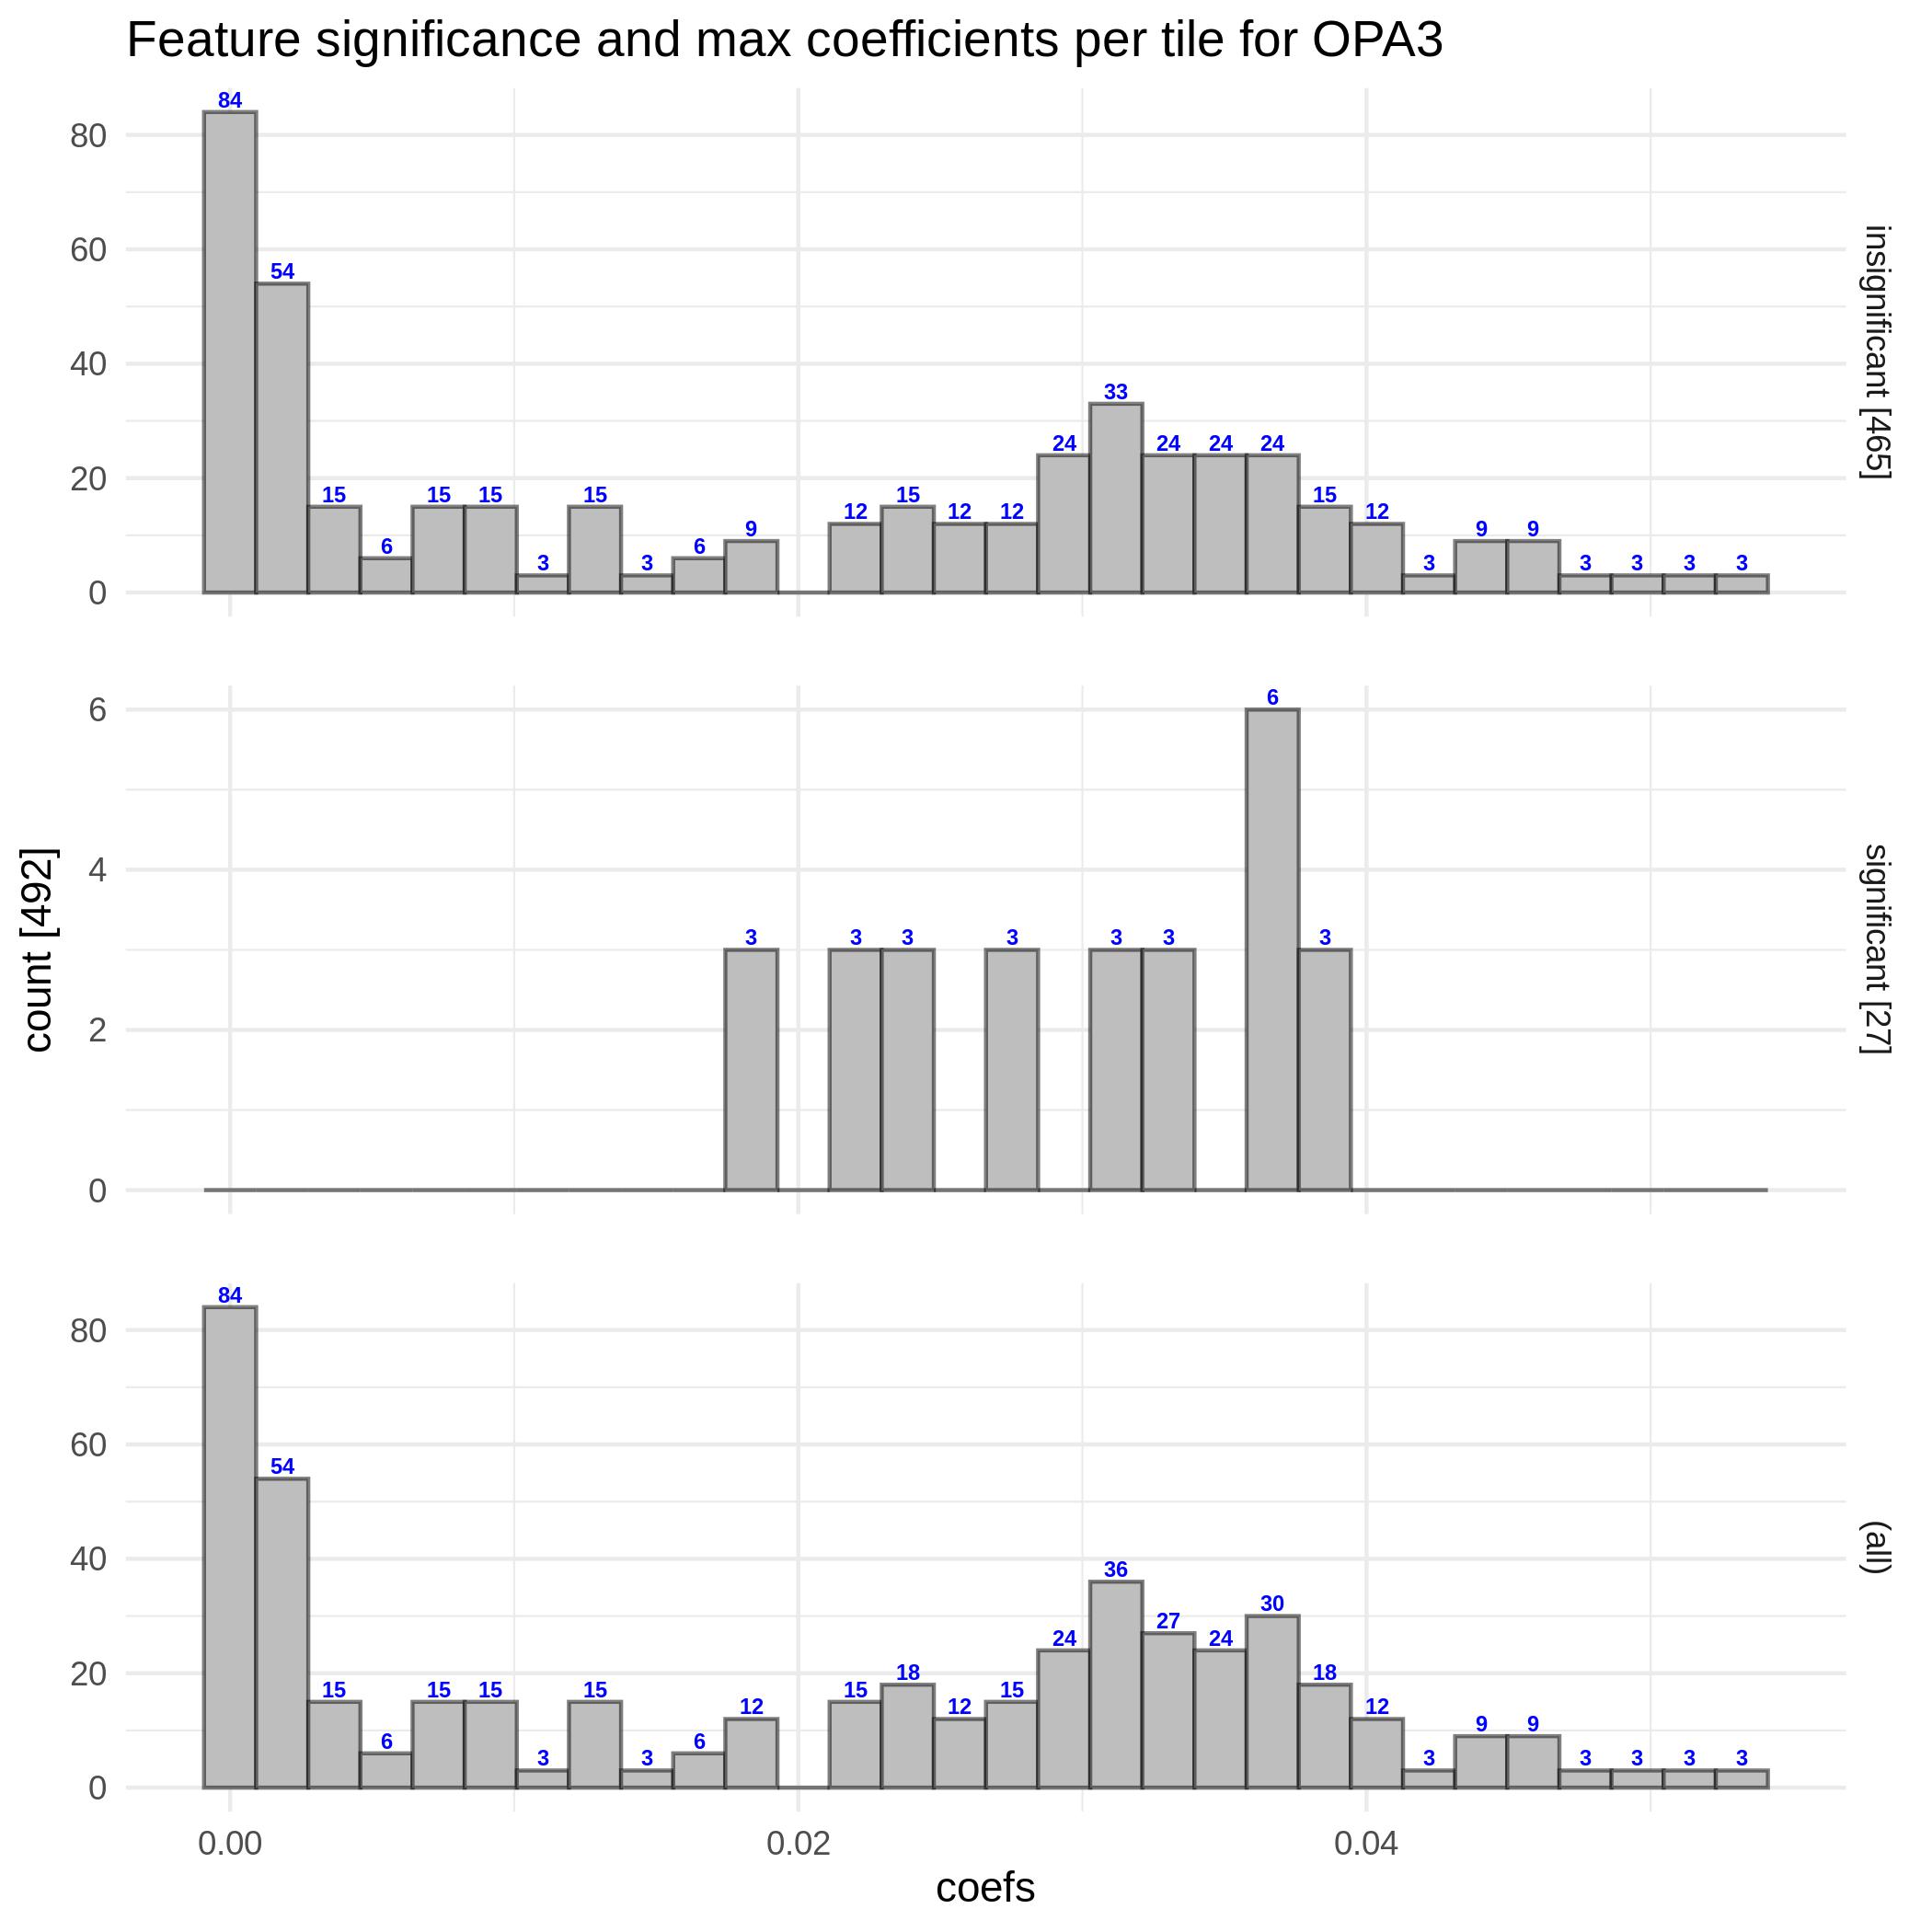 Feature significance and max coefficients per tile for OPA3
84
80
60
54
40
33
24 24 24 24
20
15 15 15 15 15 15
12 12 12 12
9 9 9
6 6
3 3 3 3 3 3 3
0
insignificant [465]
count [492]
6
6
4
3 3 3 3 3 3 3
2
0
significant [27]
84
80
60
54
40
36
30
27
24 24
20
18 18
15 15 15 15 15 15
12 12 12
9 9
6 6
3 3 3 3 3 3 3
0
(all)
0.00 0.02 0.04
coefs